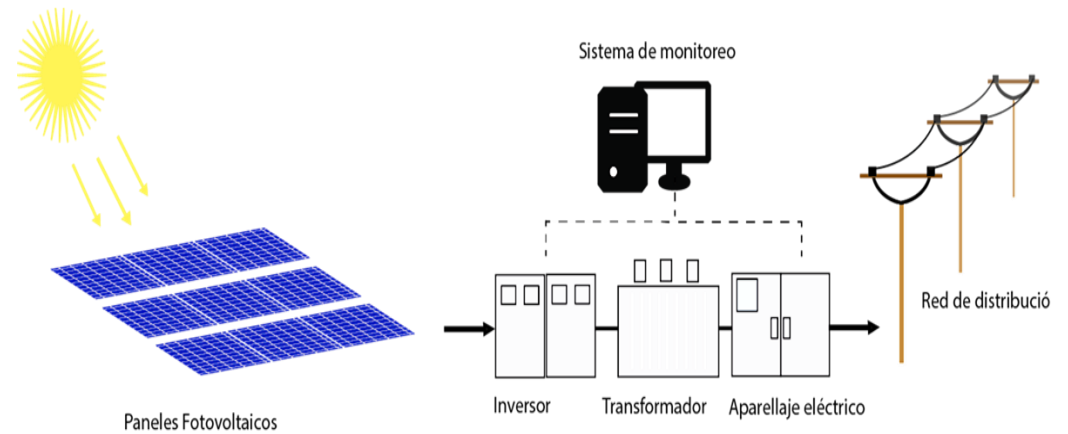 Sistema de monitoreo
Red de distribució
Inversor
Transformador
Aparellaje eléctrico
Paneles Fotovoltaicos